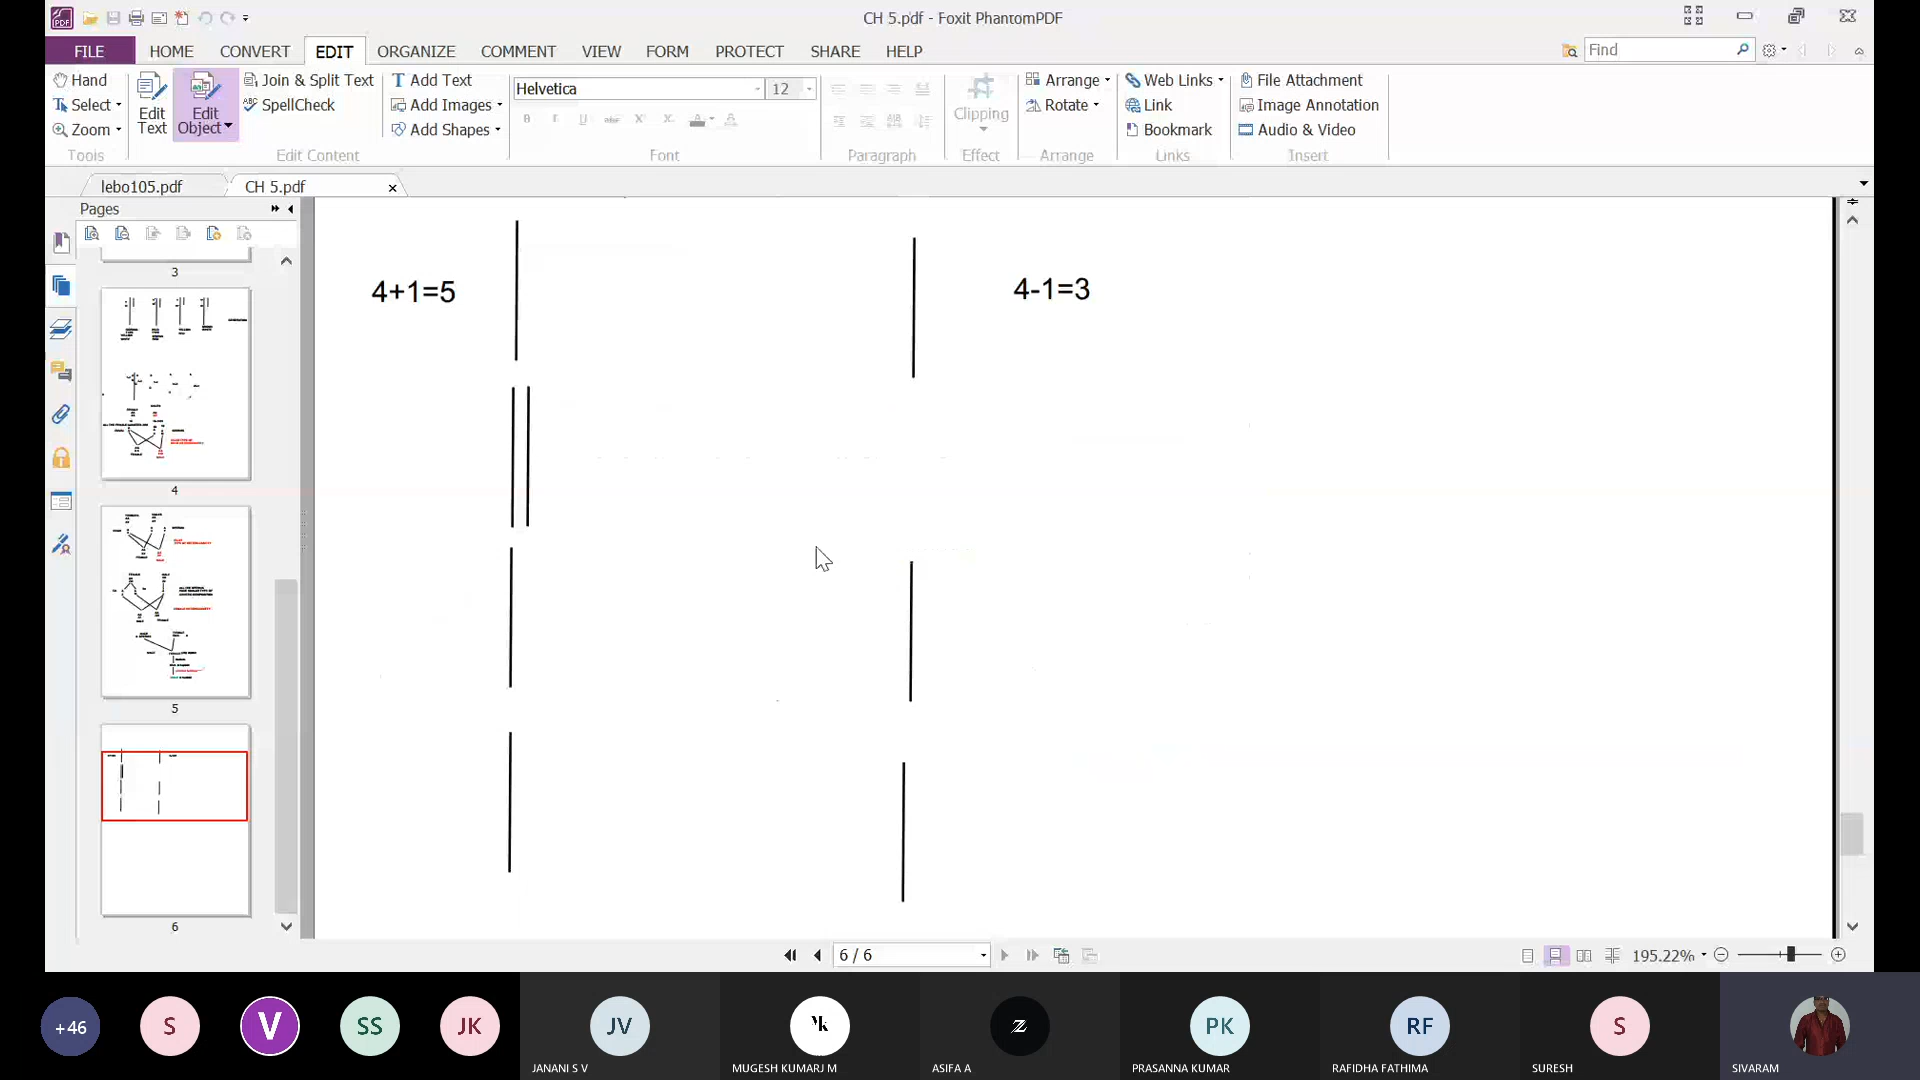 CH 5.pdf - Foxit PhantomPDF
FILE HOME CONVERT EDIT ORGANIZE COMMENT VIEW FORM PROTECT SHARE HELP Find
Hand Select Zoom Tools
Edit Text Edit Object Join & Split Text SpellCheck Add Text Add Images Add Shapes Edit Content
Helvetica 12 Font
Paragraph
Clipping Effect
Arrange Rotate Arrange
Web Links Link Bookmark Links
File Attachment Image Annotation Audio & Video Insert
lebo105.pdf CH 5.pdf
Pages
3
4
5
6
4+1=5
4-1=3
6 / 6 195.22%
+46 S V SS JK JV PK RF S
JANANI S V MUGESH KUMARJ M ASIFA A PRASANNA KUMAR RAFIDHA FATHIMA SURESH SIVARAM